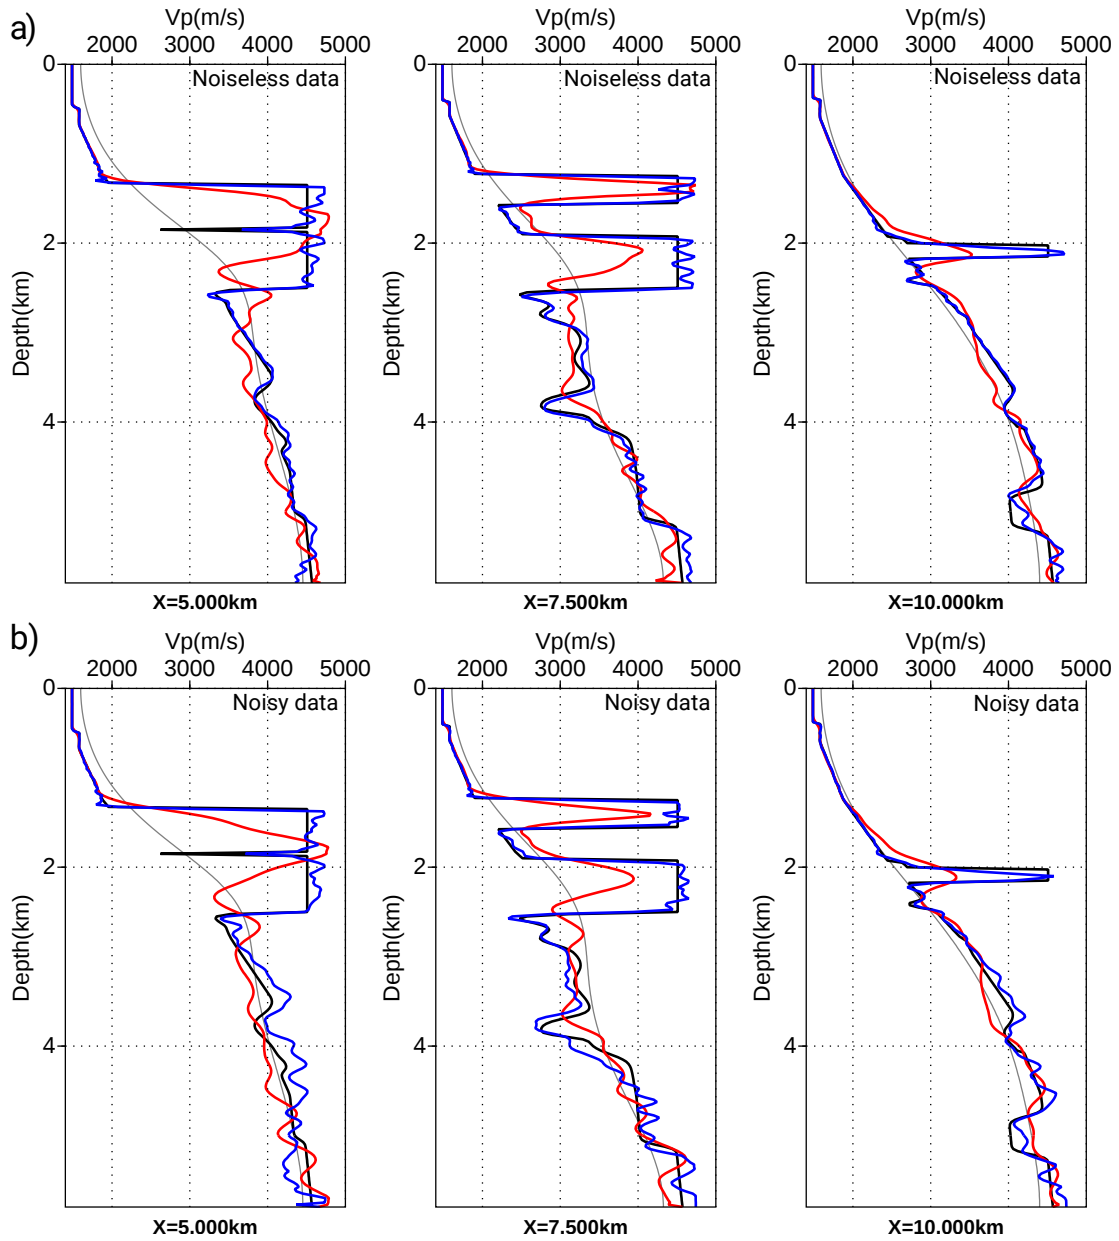 a)
Vp(m/s) Vp(m/s) Vp(m/s)
2000 3000 4000 5000 2000 3000 4000 5000 2000 3000 4000 5000
0 Noiseless data 0 Noiseless data 0 Noiseless data
2 2 2
Depth(km) Depth(km) Depth(km)
4 4 4
X=5.000km X=7.500km X=10.000km
b)
Vp(m/s) Vp(m/s) Vp(m/s)
2000 3000 4000 5000 2000 3000 4000 5000 2000 3000 4000 5000
0 Noisy data 0 Noisy data 0 Noisy data
2 2 2
Depth(km) Depth(km) Depth(km)
4 4 4
X=5.000km X=7.500km X=10.000km